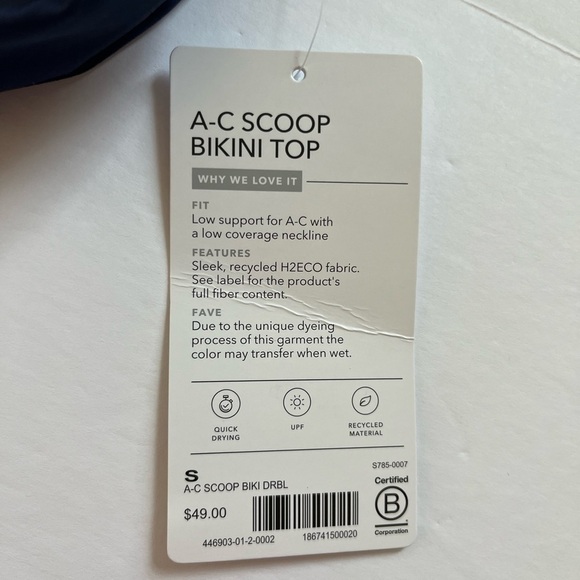 A-C SCOOP
BIKINI TOP
WHY WE LOVE IT
FIT
Low support for A-C with
a low coverage neckline
FEATURES
Sleek, recycled H2ECO fabric.
See label for the product's
full fiber content.
FAVE
Due to the unique dyeing
process of this garment the
color may transfer when wet.
QUICK
DRYING
UPF
RECYCLED
MATERIAL
S785-0007
S
A-C SCOOP BIKI DRBL
$49.00
446903-01-2-0002
186741500020
Certified
B
Corporation